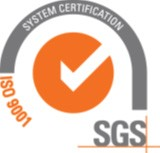 SYSTEM CERTIFICATION
ISO 9001
SGS